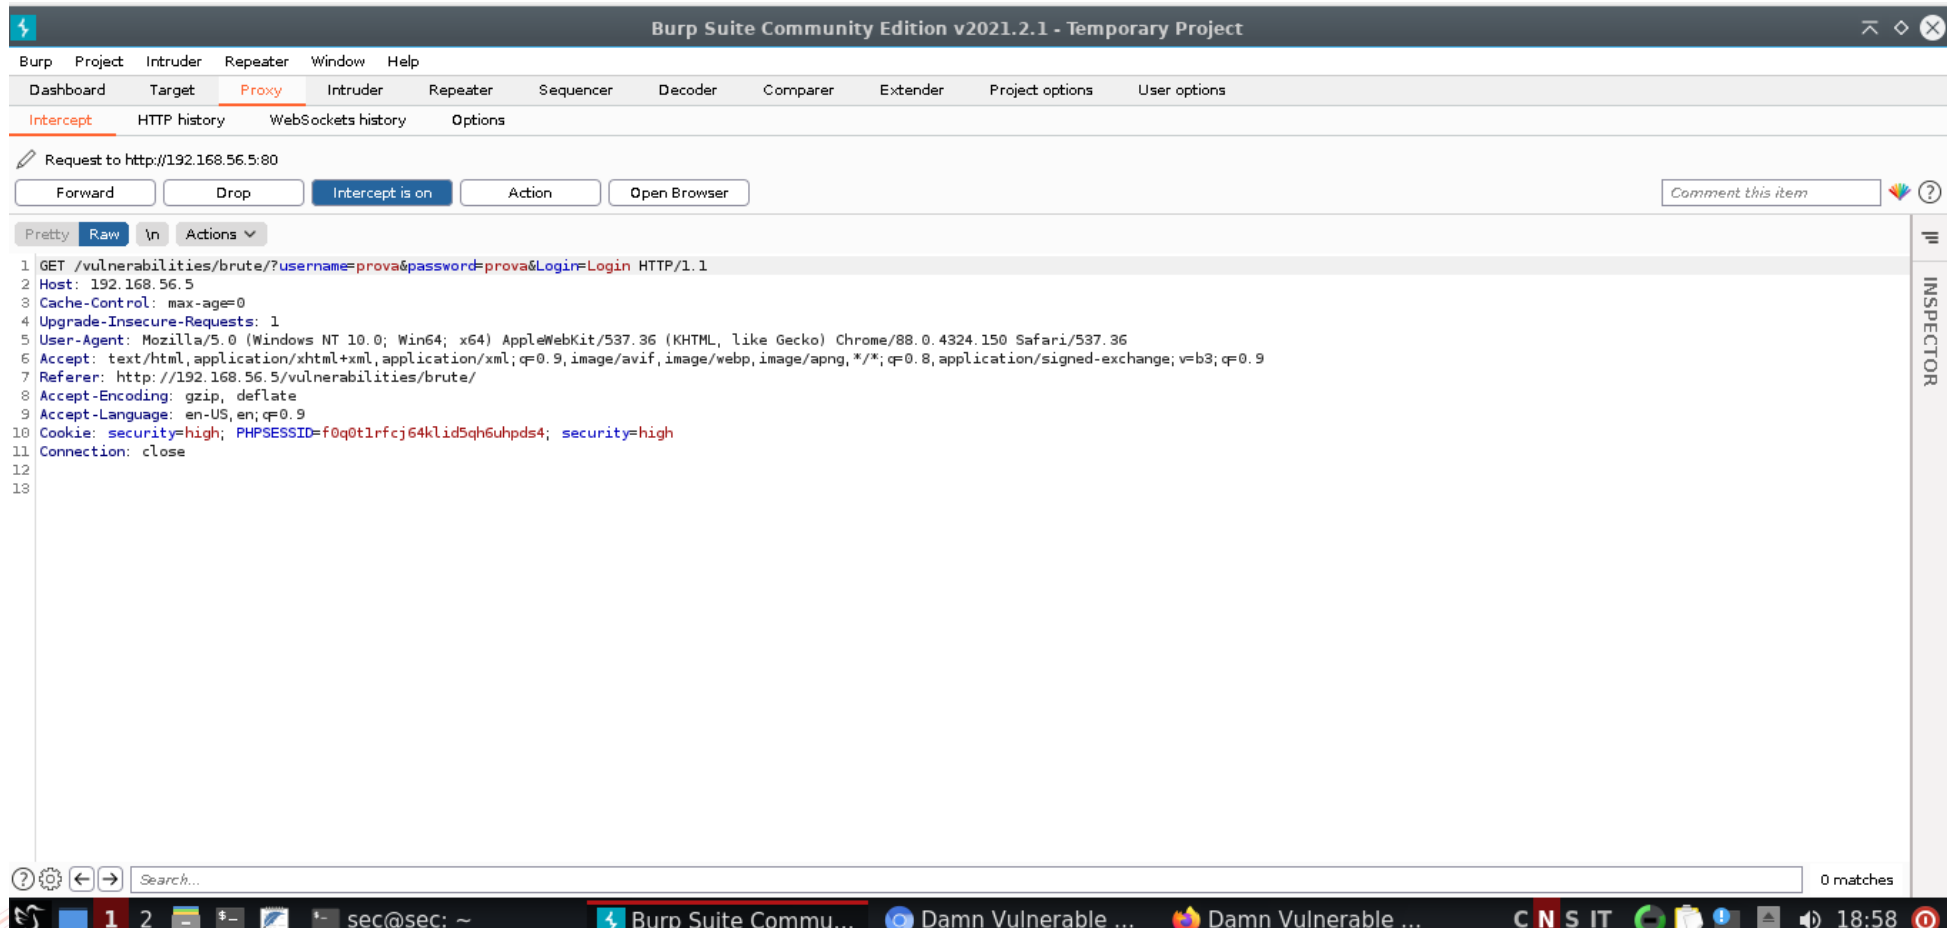 Burp Suite Community Edition v2021.2.1 - Temporary Project
Burp Project Intruder Repeater Window Help
Dashboard Target Proxy Intruder Repeater Sequencer Decoder Comparer Extender Project options User options
Intercept HTTP history WebSockets history Options
Request to http://192.168.56.5:80
Forward Drop Intercept is on Action Open Browser Comment this item
Pretty Raw \n Actions
1 GET /vulnerabilities/brute/?username=prova&password=prova&Login=Login HTTP/1.1
2 Host: 192.168.56.5
3 Cache-Control: max-age=0
4 Upgrade-Insecure-Requests: 1
5 User-Agent: Mozilla/5.0 (Windows NT 10.0; Win64; x64) AppleWebKit/537.36 (KHTML, like Gecko) Chrome/88.0.4324.150 Safari/537.36
6 Accept: text/html,application/xhtml+xml,application/xml;q=0.9,image/avif,image/webp,image/apng,*/*;q=0.8,application/signed-exchange;v=b3;q=0.9
7 Referer: http://192.168.56.5/vulnerabilities/brute/
8 Accept-Encoding: gzip, deflate
9 Accept-Language: en-US,en;q=0.9
10 Cookie: security=high; PHPSESSID=f0q0t1rfcj64klid5qh6uhpds4; security=high
11 Connection: close
12
13
INSPECTOR
Search... 0 matches
1 2 sec@sec: ~ Burp Suite Commu... Damn Vulnerable ... Damn Vulnerable ... C N S IT 18:58